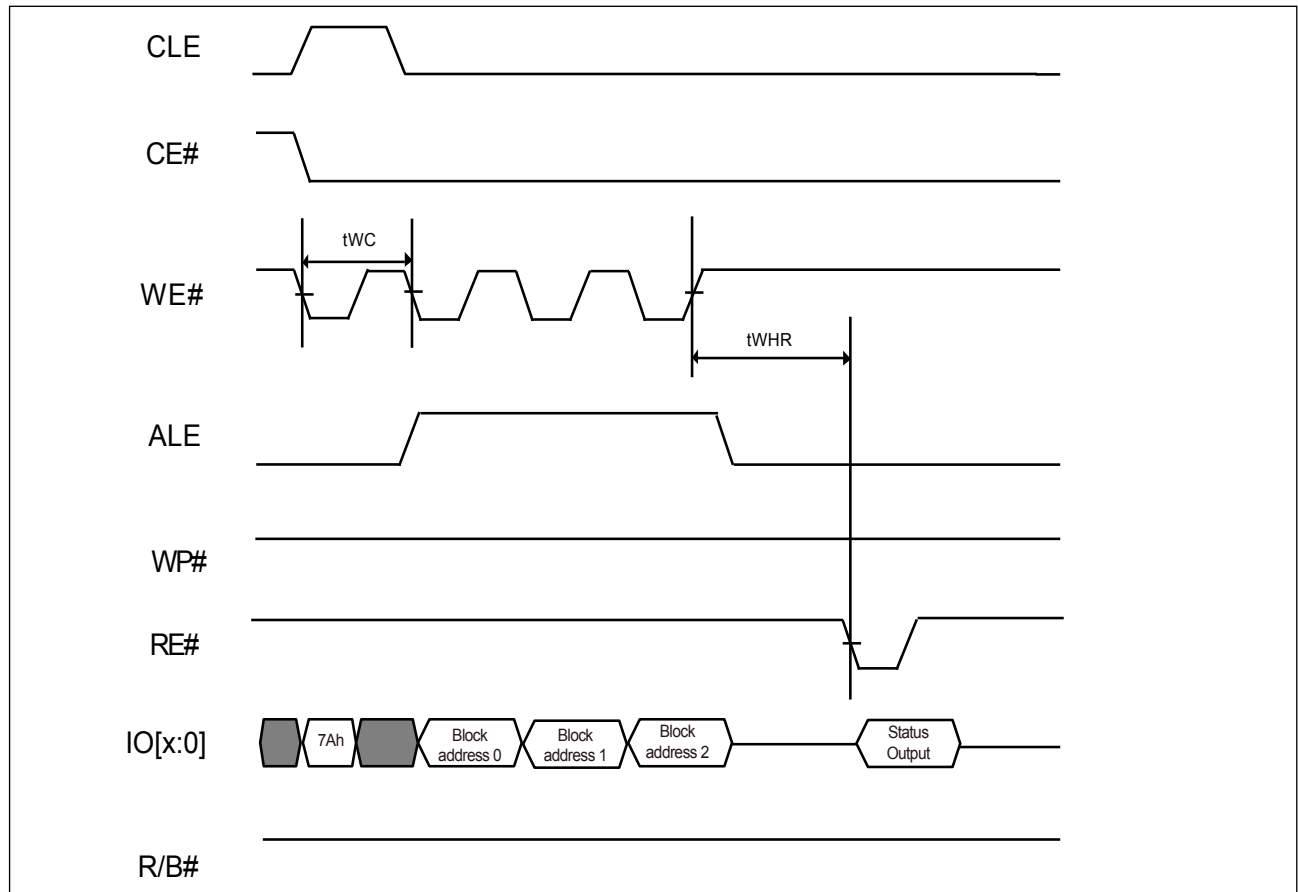 CLE
CE#
tWC
WE#
tWHR
ALE
WP#
RE#
IO[x:0]
7Ah
Block
address 0
Block
address 1
Block
address 2
Status
Output
R/B#